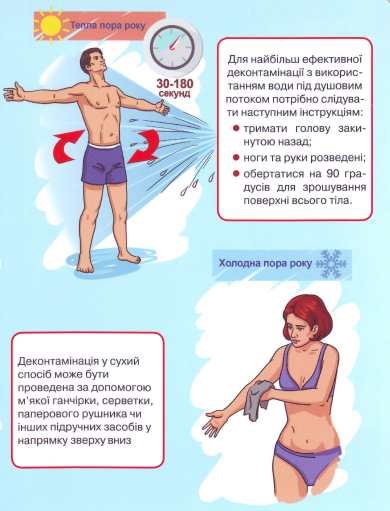 Тепла пора року
30-180
секунд
Для найбільш ефективної
деконтамінації з викорис-
танням води під душовим
потоком потрібно слідува-
ти наступним інструкціям:
● тримати голову заки-
нутою назад;
● ноги та руки розведені;
● обертатися на 90 гра-
дусів для зрошування
поверхні всього тіла.
Холодна пора року
Деконтамінація у сухий
спосіб може бути
проведена за допомогою
м'якої ганчірки, серветки,
паперового рушника чи
інших підручних засобів у
напрямку зверху вниз